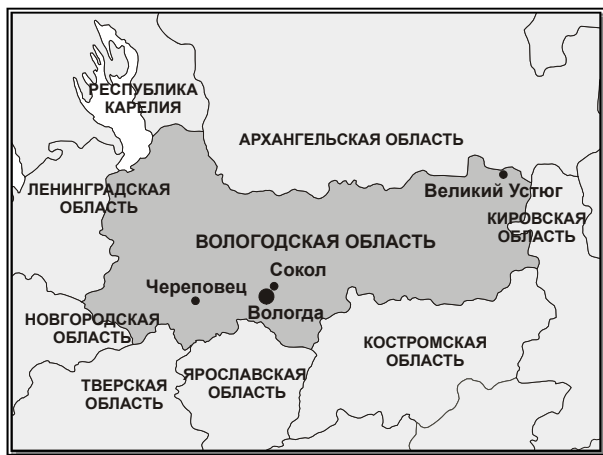 РЕСПУБЛИКА
КАРЕЛИЯ
АРХАНГЕЛЬСКАЯ ОБЛАСТЬ
ЛЕНИНГРАДСКАЯ
ОБЛАСТЬ
Великий Устюг
КИРОВСКАЯ
ОБЛАСТЬ
ВОЛОГОДСКАЯ ОБЛАСТЬ
Сокол
Череповец
Вологда
НОВГОРОДСКАЯ
ОБЛАСТЬ
КОСТРОМСКАЯ
ОБЛАСТЬ
ТВЕРСКАЯ
ОБЛАСТЬ
ЯРОСЛАВСКАЯ
ОБЛАСТЬ